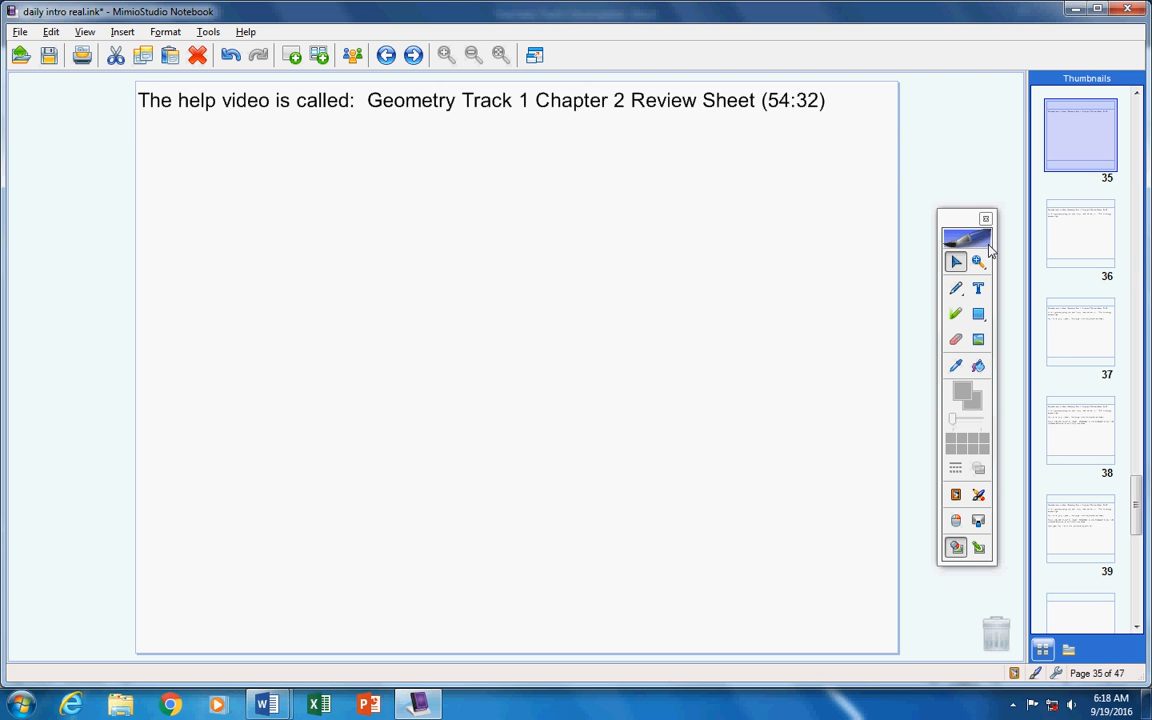 daily intro real.ink* - MimioStudio Notebook
File Edit View Insert Format Tools Help
The help video is called:  Geometry Track 1 Chapter 2 Review Sheet (54:32)
Thumbnails
35
36
37
38
39
Page 35 of 47
6:18 AM
9/19/2016